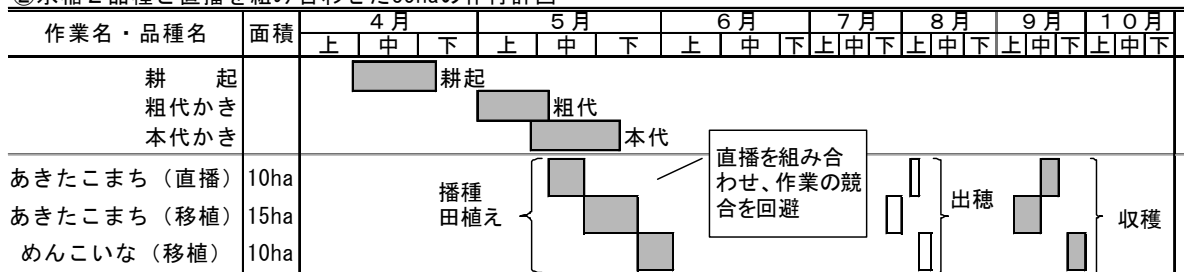 ②水稲２品種と直播を組み合わせた35haの作付計画
作業名・品種名 面積 ４月 ５月 ６月 ７月 ８月 ９月 １０月
上 中 下 上 中 下 上 中 下 上 中 下 上 中 下 上 中 下 上 中 下
耕　　起 耕起
粗代かき 粗代
本代かき 本代
直播を組み合
わせ、作業の競
合を回避
あきたこまち（直播） 10ha
播種
田植え
出穂
あきたこまち（移植） 15ha
収穫
めんこいな（移植） 10ha